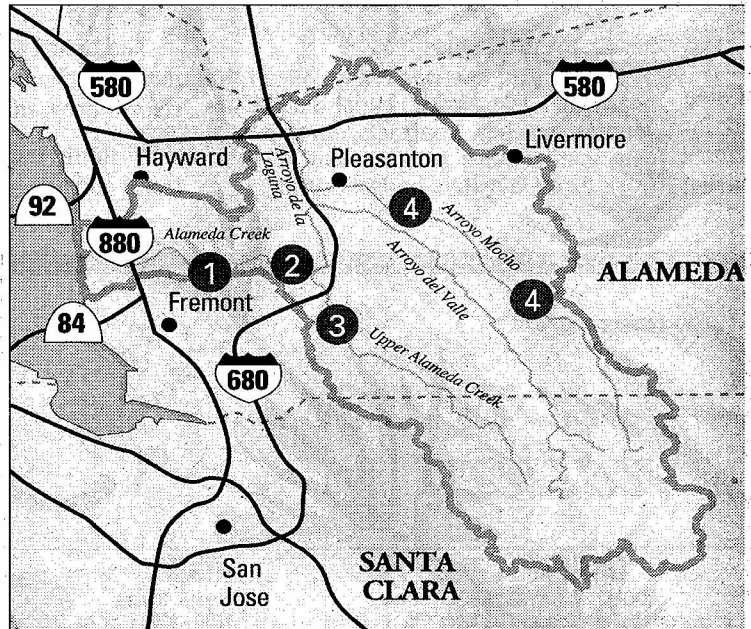 580
580
Hayward
Pleasanton
Livermore
Arroyo de la
Laguna
92
4
Arroyo Mocho
880
Alameda Creek
1
2
Arroyo del Valle
ALAMEDA
4
Fremont
84
3
Upper Alameda Creek
680
San
Jose
SANTA
CLARA